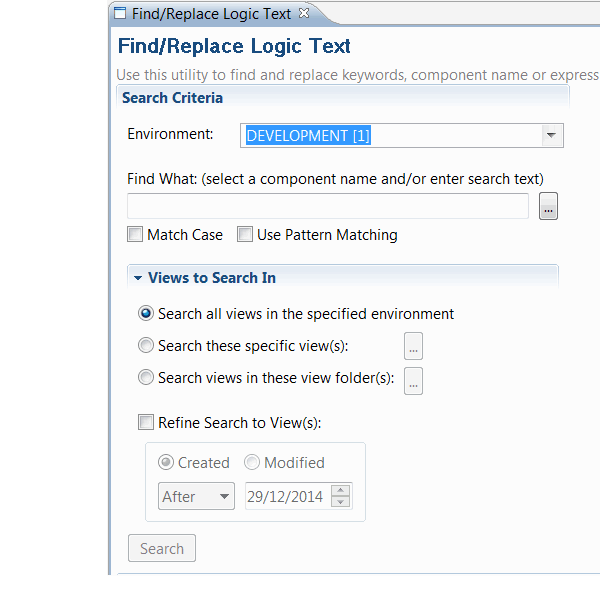 Find/Replace Logic Text
Find/Replace Logic Text
Use this utility to find and replace keywords, component name or express
Search Criteria
Environment: DEVELOPMENT [1]
Find What: (select a component name and/or enter search text)
...
Match Case Use Pattern Matching
Views to Search In
Search all views in the specified environment
Search these specific view(s): ...
Search views in these view folder(s): ...
Refine Search to View(s):
Created Modified
After 29/12/2014
Search